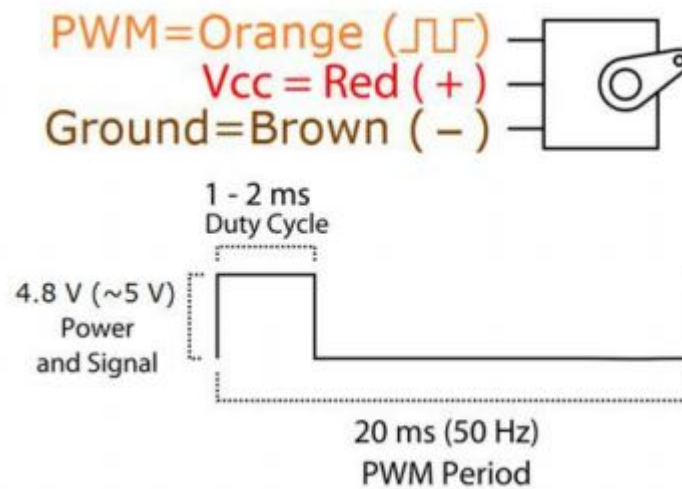 PWM=Orange (⎍⎍)
Vcc = Red ( + )
Ground=Brown ( − )
1 - 2 ms
Duty Cycle
4.8 V (~5 V)
Power
and Signal
20 ms (50 Hz)
PWM Period